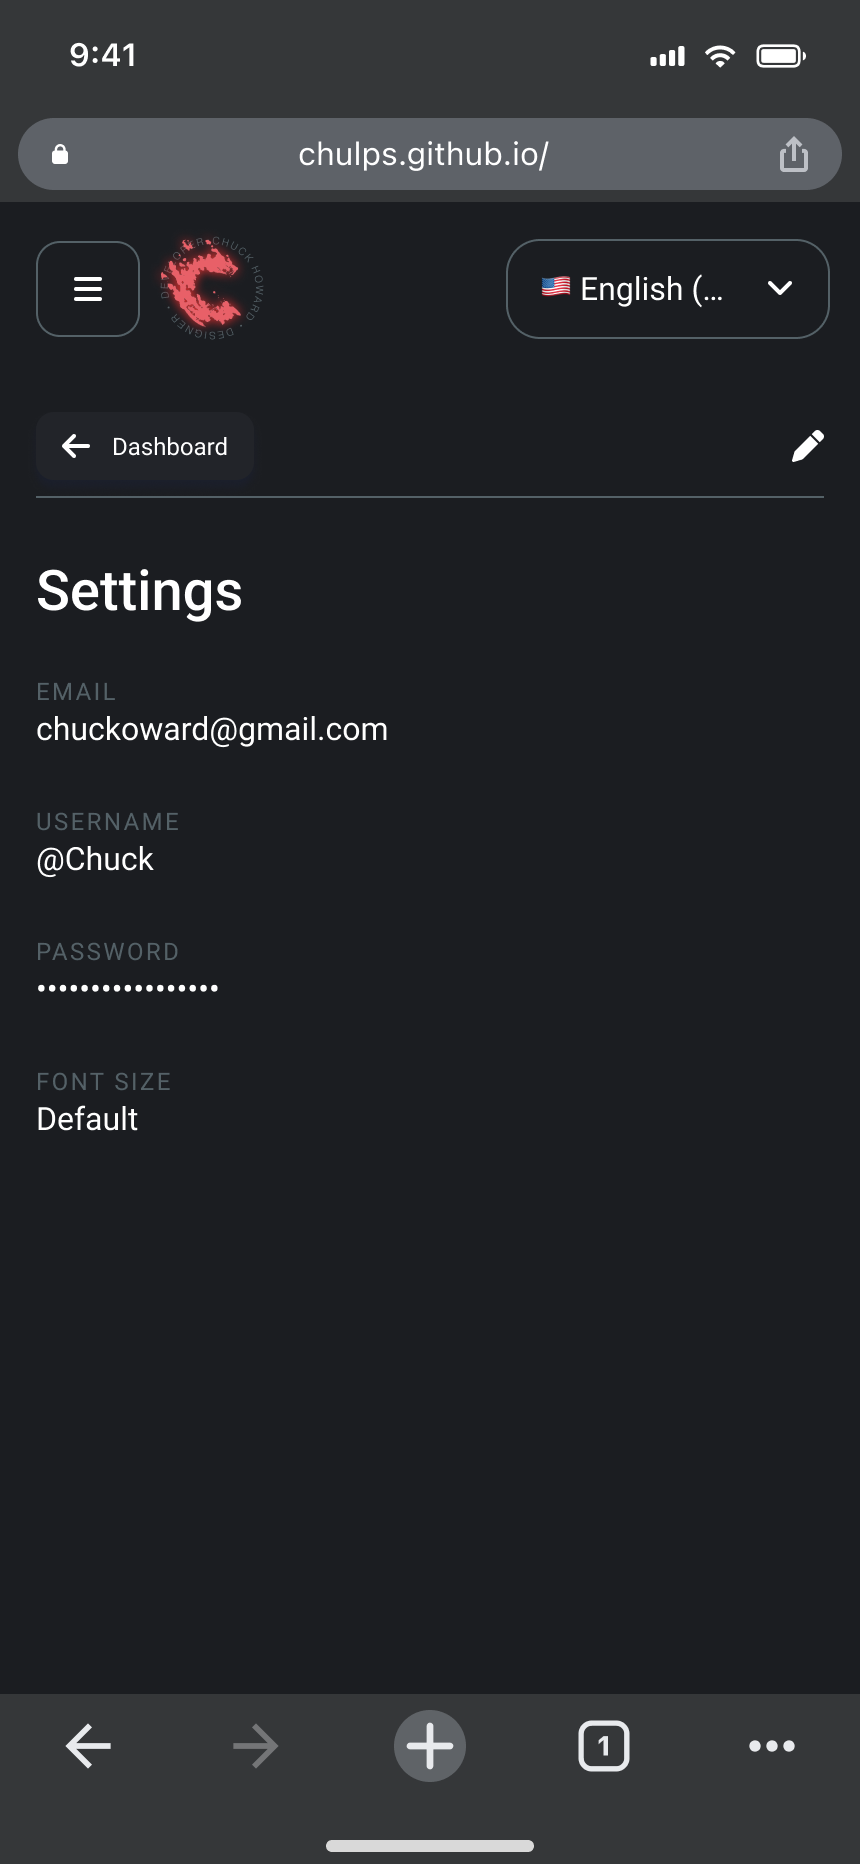 9:41
chulps.github.io/
DEVELOPER CHUCK HOWARD • DESIGNER •
🇺🇸 English (...
Dashboard
Settings
EMAIL
chuckoward@gmail.com
USERNAME
@Chuck
PASSWORD
•••••••••••••••••
FONT SIZE
Default
1